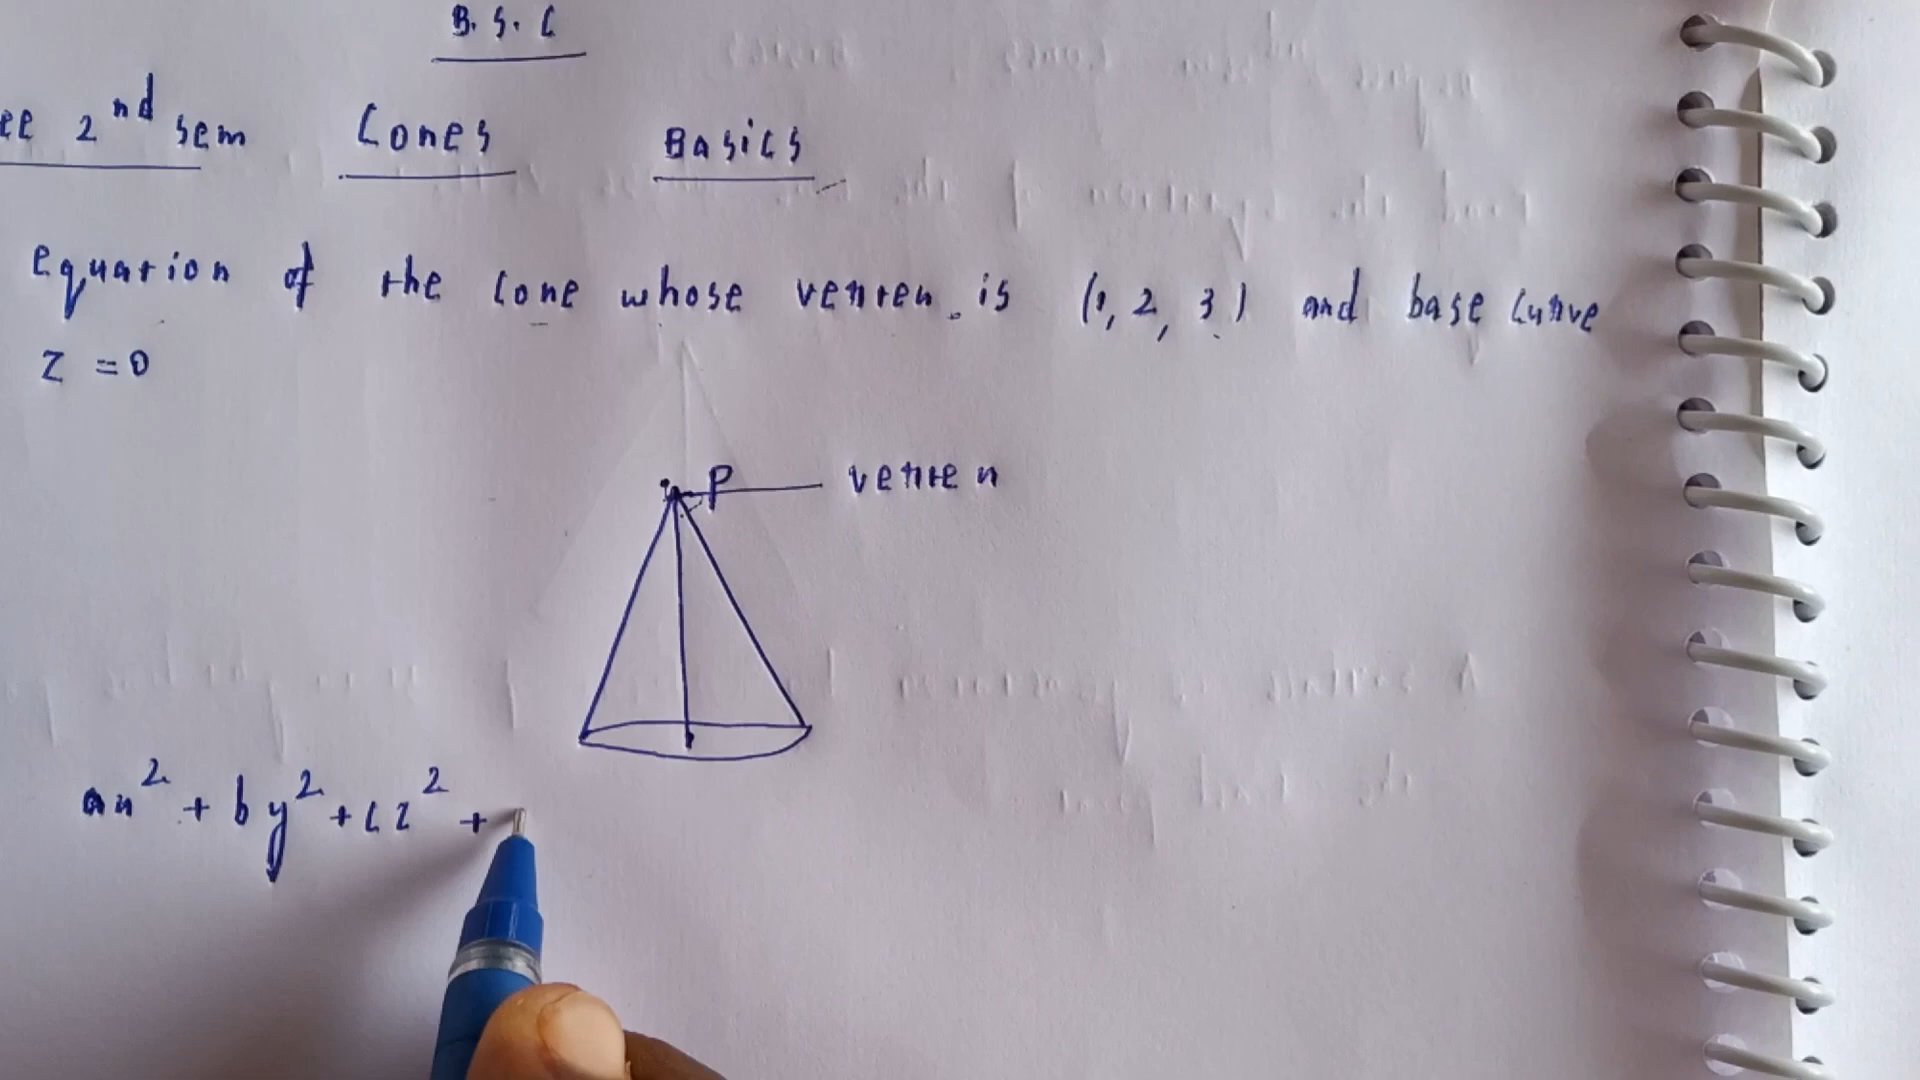 B.S.C
ee 2nd sem Cones Basics
equation of the cone whose vertex is (1, 2, 3) and base curve
z = 0
P vertex
ax² + by² + cz² +